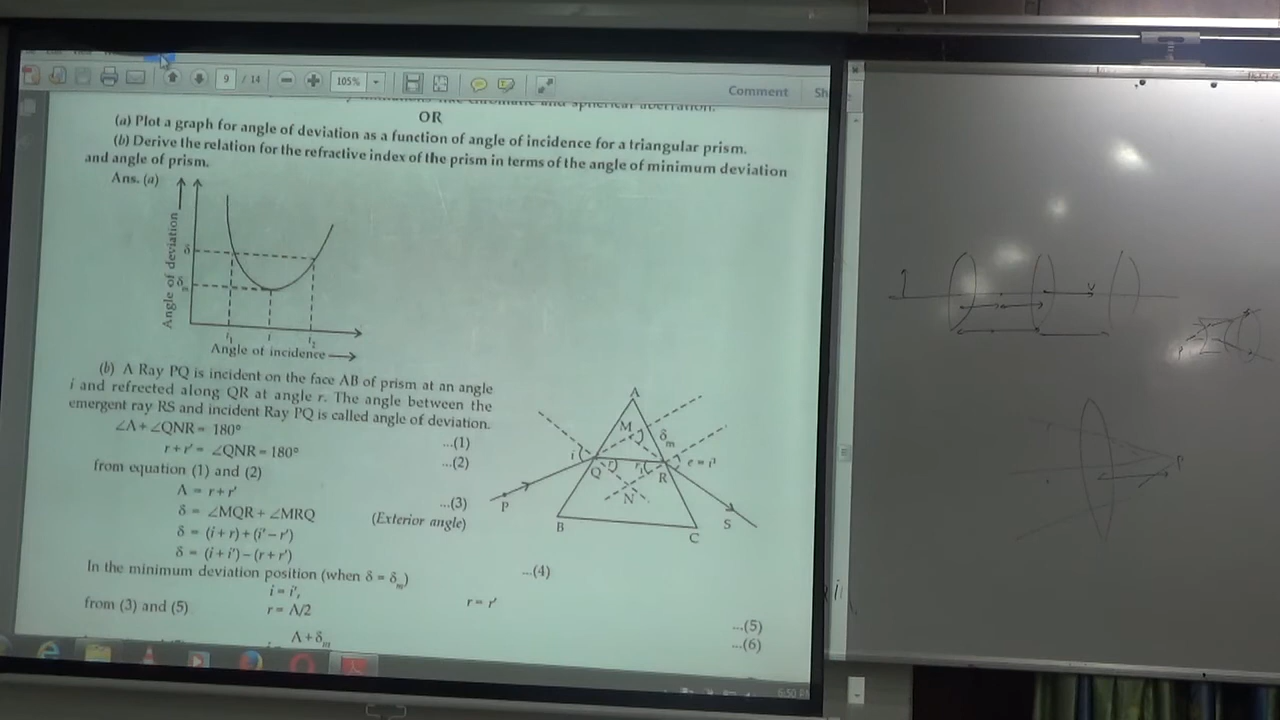 9 / 14
105%
Comment
OR
(a) Plot a graph for angle of deviation as a function of angle of incidence for a triangular prism.
(b) Derive the relation for the refractive index of the prism in terms of the angle of minimum deviation
and angle of prism.
Ans. (a)
Angle of deviation
δ
δm
i1 i i2
Angle of incidence
(b) A Ray PQ is incident on the face AB of prism at an angle
i and refrected along QR at angle r. The angle between the
emergent ray RS and incident Ray PQ is called angle of deviation.
∠A+∠QNR = 180° ...(1)
r+r' = ∠QNR = 180° ...(2)
from equation (1) and (2)
A = r+r' ...(3)
δ = ∠MQR + ∠MRQ (Exterior angle)
δ = (i+r)+(i'−r')
δ = (i+i')−(r+r') ...(4)
In the minimum deviation position (when δ = δm)
i = i', r = r' ...(5)
from (3) and (5) r = A/2 ...(6)
A+δm
A
M
δm
i
r
e = i'
Q
R
N
P
S
B
C